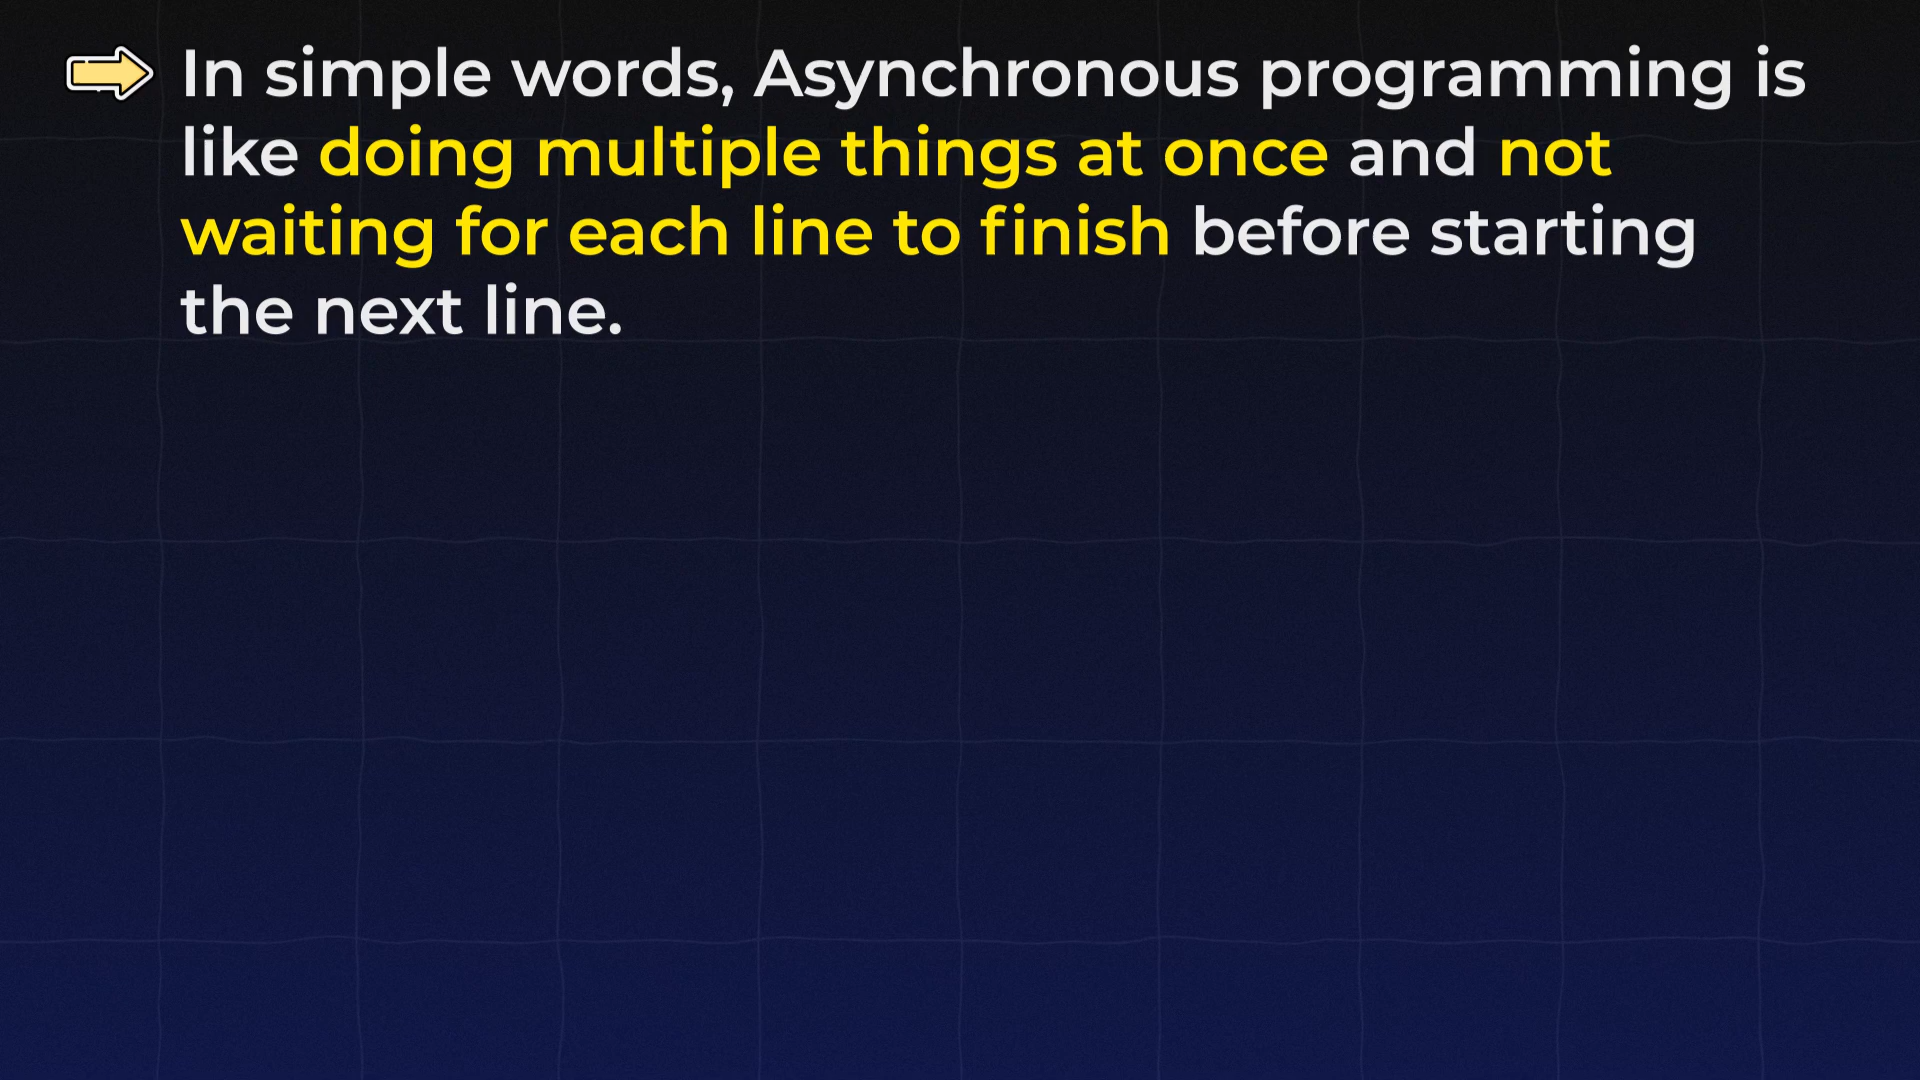 In simple words, Asynchronous programming is
like doing multiple things at once and not
waiting for each line to finish before starting
the next line.